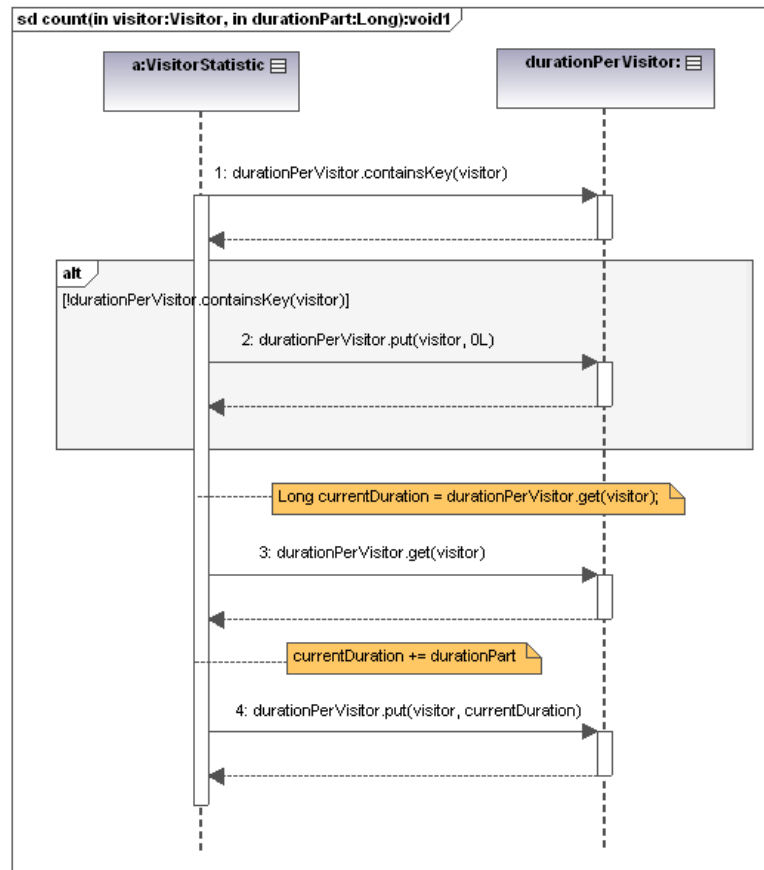 sd count(in visitor:Visitor, in durationPart:Long):void1
a:VisitorStatistic
durationPerVisitor:
1: durationPerVisitor.containsKey(visitor)
alt
[!durationPerVisitor.containsKey(visitor)]
2: durationPerVisitor.put(visitor, 0L)
Long currentDuration = durationPerVisitor.get(visitor);
3: durationPerVisitor.get(visitor)
currentDuration += durationPart
4: durationPerVisitor.put(visitor, currentDuration)